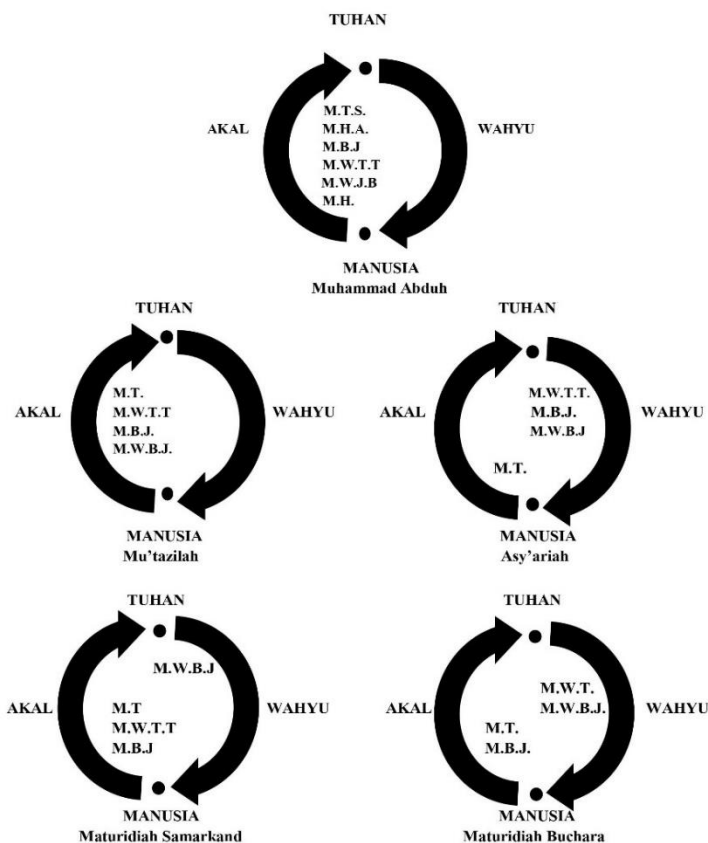 TUHAN
AKAL
WAHYU
M.T.S.
M.H.A.
M.B.J
M.W.T.T
M.W.J.B
M.H.
MANUSIA
Muhammad Abduh
TUHAN
AKAL
WAHYU
M.T.
M.W.T.T
M.B.J.
M.W.B.J.
MANUSIA
Mu'tazilah
TUHAN
AKAL
WAHYU
M.W.T.T.
M.B.J.
M.W.B.J
M.T.
MANUSIA
Asy'ariah
TUHAN
AKAL
WAHYU
M.W.B.J
M.T
M.W.T.T
M.B.J
MANUSIA
Maturidiah Samarkand
TUHAN
AKAL
WAHYU
M.W.T.
M.W.B.J.
M.T.
M.B.J.
MANUSIA
Maturidiah Buchara